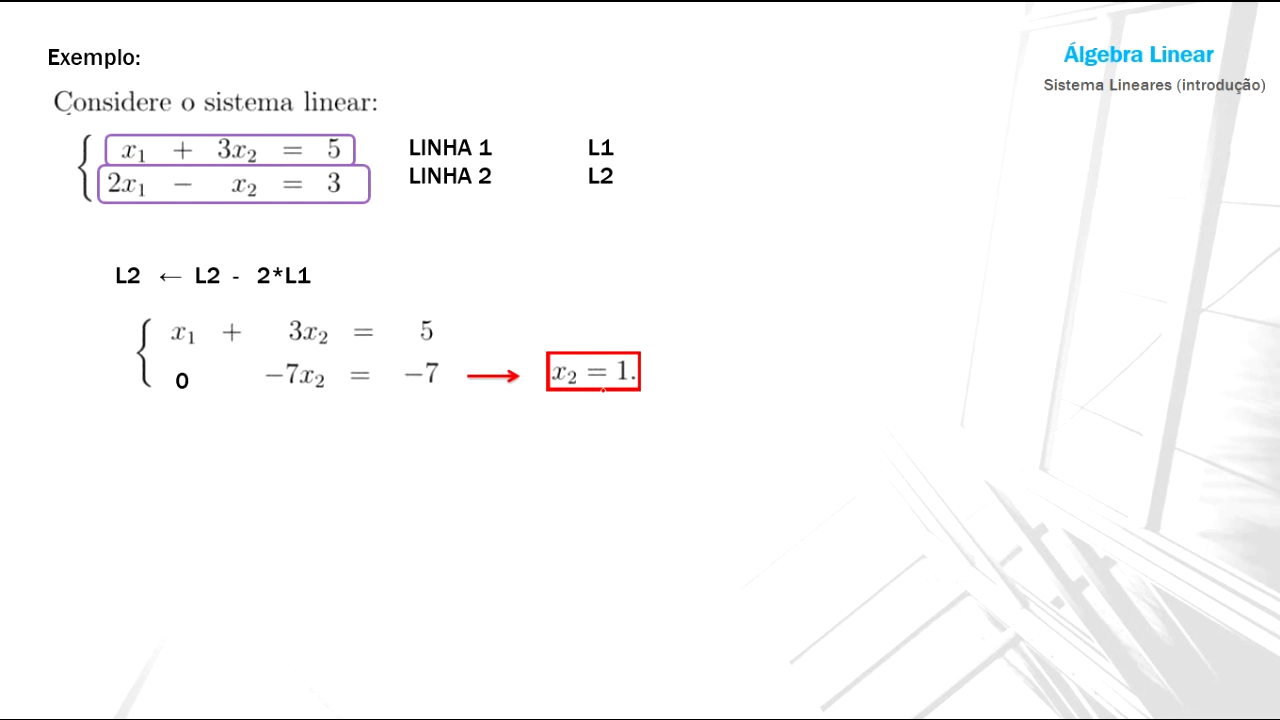 Exemplo:
Álgebra Linear
Sistema Lineares (introdução)
Considere o sistema linear:
x₁ + 3x₂ = 5 LINHA 1 L1
2x₁ − x₂ = 3 LINHA 2 L2
L2 ← L2 - 2*L1
x₁ + 3x₂ = 5
0 −7x₂ = −7 → x₂ = 1.